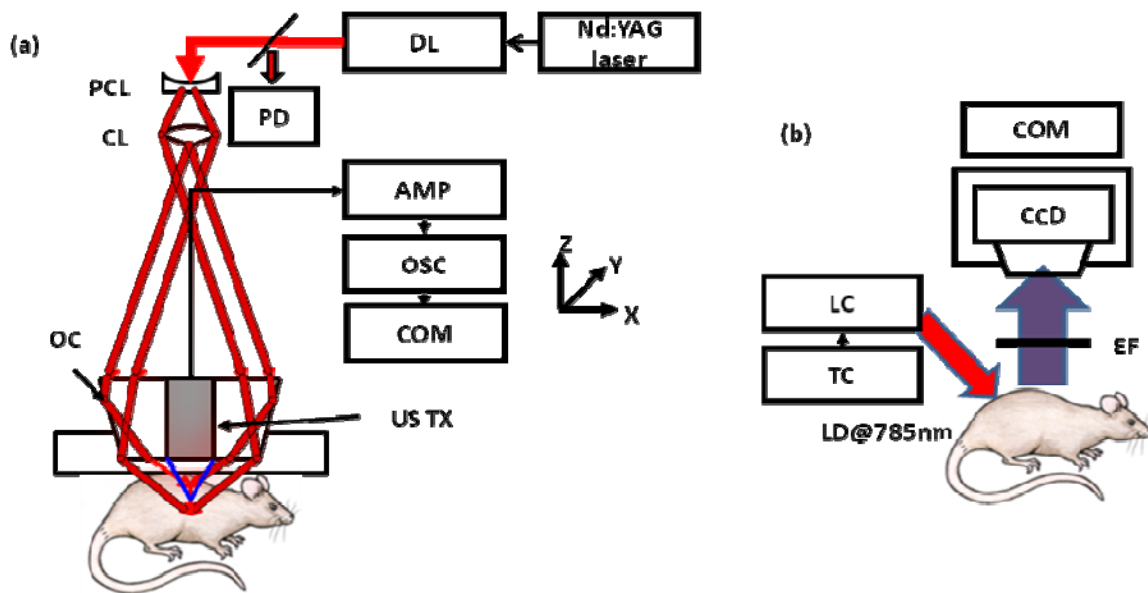 (a)
DL
Nd:YAG
laser
PCL
PD
CL
AMP
OSC
COM
Z
Y
X
OC
US TX
(b)
COM
CCD
LC
TC
EF
LD@785nm